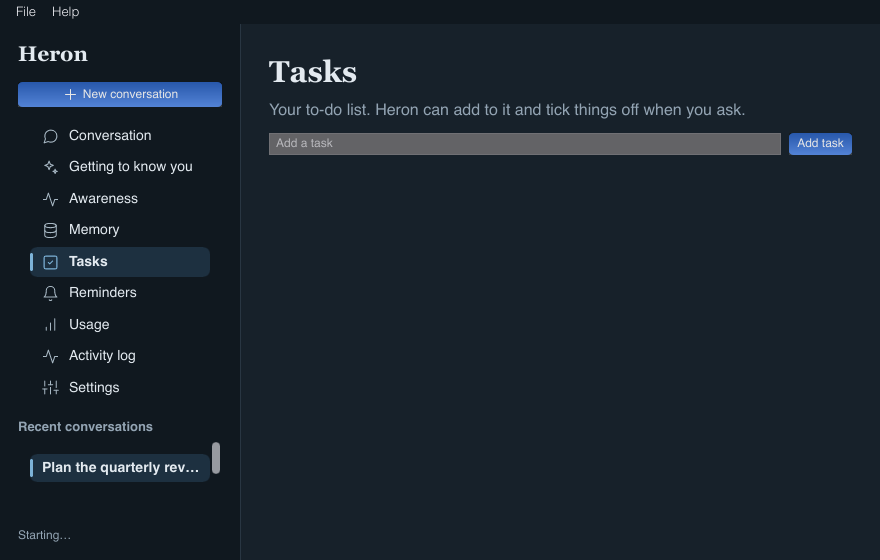 File Help
Heron
New conversation
Conversation
Getting to know you
Awareness
Memory
Tasks
Reminders
Usage
Activity log
Settings
Recent conversations
Plan the quarterly rev…
Starting…
Tasks
Your to-do list. Heron can add to it and tick things off when you ask.
Add a task
Add task